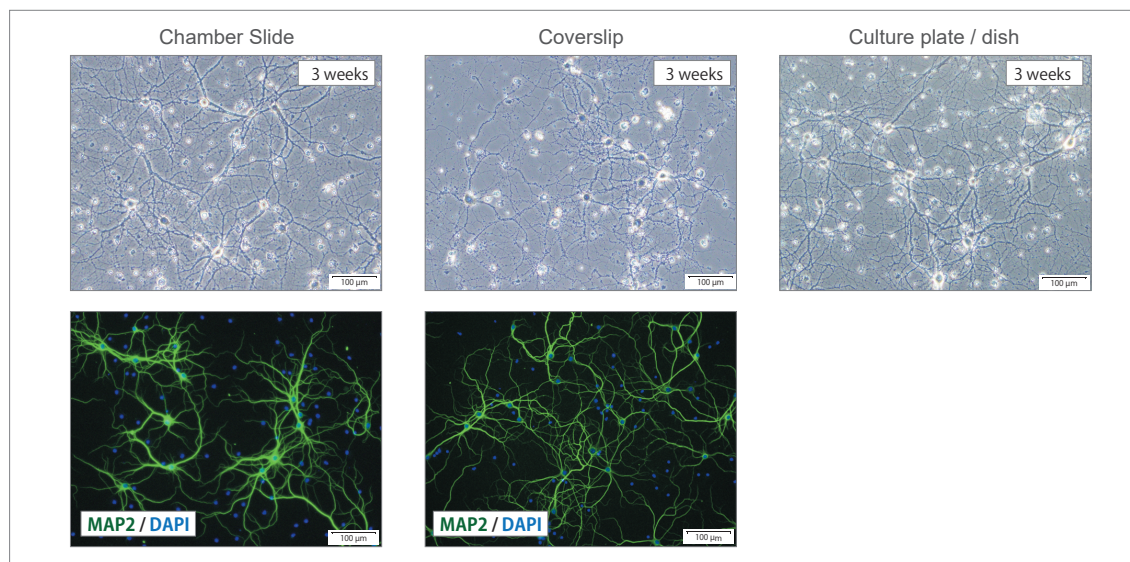 Chamber Slide
Coverslip
Culture plate / dish
3 weeks
3 weeks
3 weeks
100 µm
100 µm
100 µm
MAP2 / DAPI
100 µm
MAP2 / DAPI
100 µm